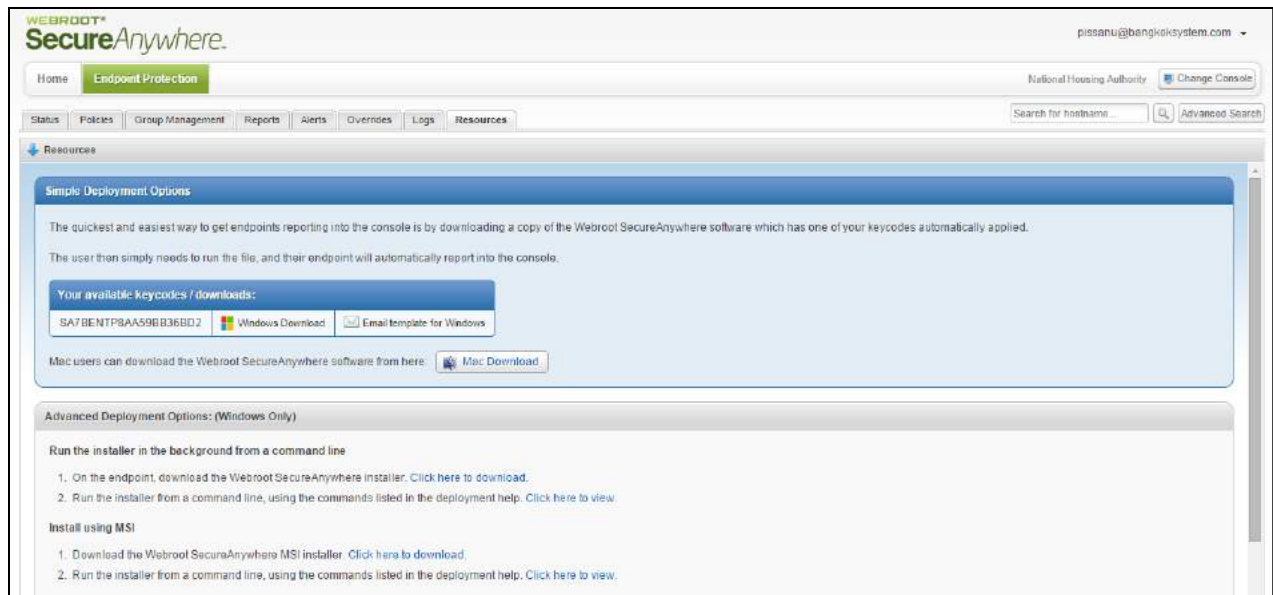 WEBROOT®
SecureAnywhere.
pissanu@bangkoksystem.com
Home Endpoint Protection National Housing Authority Change Console
Status Policies Group Management Reports Alerts Overrides Logs Resources Search for hostname... Advanced Search
Resources
Simple Deployment Options
The quickest and easiest way to get endpoints reporting into the console is by downloading a copy of the Webroot SecureAnywhere software which has one of your keycodes automatically applied.
The user then simply needs to run the file, and their endpoint will automatically report into the console.
Your available keycodes / downloads:
SA7BENTP8AA59BB36BD2 Windows Download Email template for Windows
Mac users can download the Webroot SecureAnywhere software from here: Mac Download
Advanced Deployment Options: (Windows Only)
Run the installer in the background from a command line
1. On the endpoint, download the Webroot SecureAnywhere installer. Click here to download.
2. Run the installer from a command line, using the commands listed in the deployment help. Click here to view.
Install using MSI
1. Download the Webroot SecureAnywhere MSI installer. Click here to download.
2. Run the installer from a command line, using the commands listed in the deployment help. Click here to view.